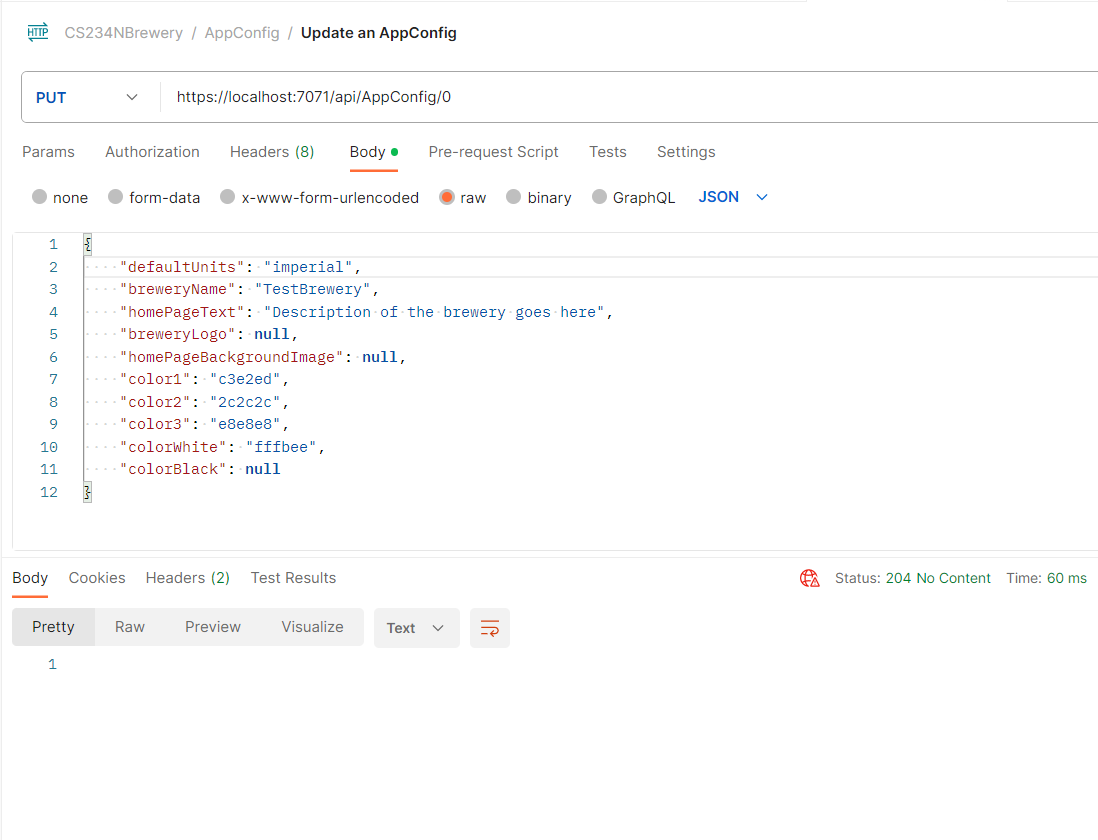 HTTP CS234NBrewery / AppConfig / Update an AppConfig
PUT https://localhost:7071/api/AppConfig/0
Params Authorization Headers (8) Body Pre-request Script Tests Settings
none form-data x-www-form-urlencoded raw binary GraphQL JSON
1 {
2 "defaultUnits": "imperial",
3 "breweryName": "TestBrewery",
4 "homePageText": "Description of the brewery goes here",
5 "breweryLogo": null,
6 "homePageBackgroundImage": null,
7 "color1": "c3e2ed",
8 "color2": "2c2c2c",
9 "color3": "e8e8e8",
10 "colorWhite": "fffbee",
11 "colorBlack": null
12 }
Body Cookies Headers (2) Test Results Status: 204 No Content Time: 60 ms
Pretty Raw Preview Visualize Text
1